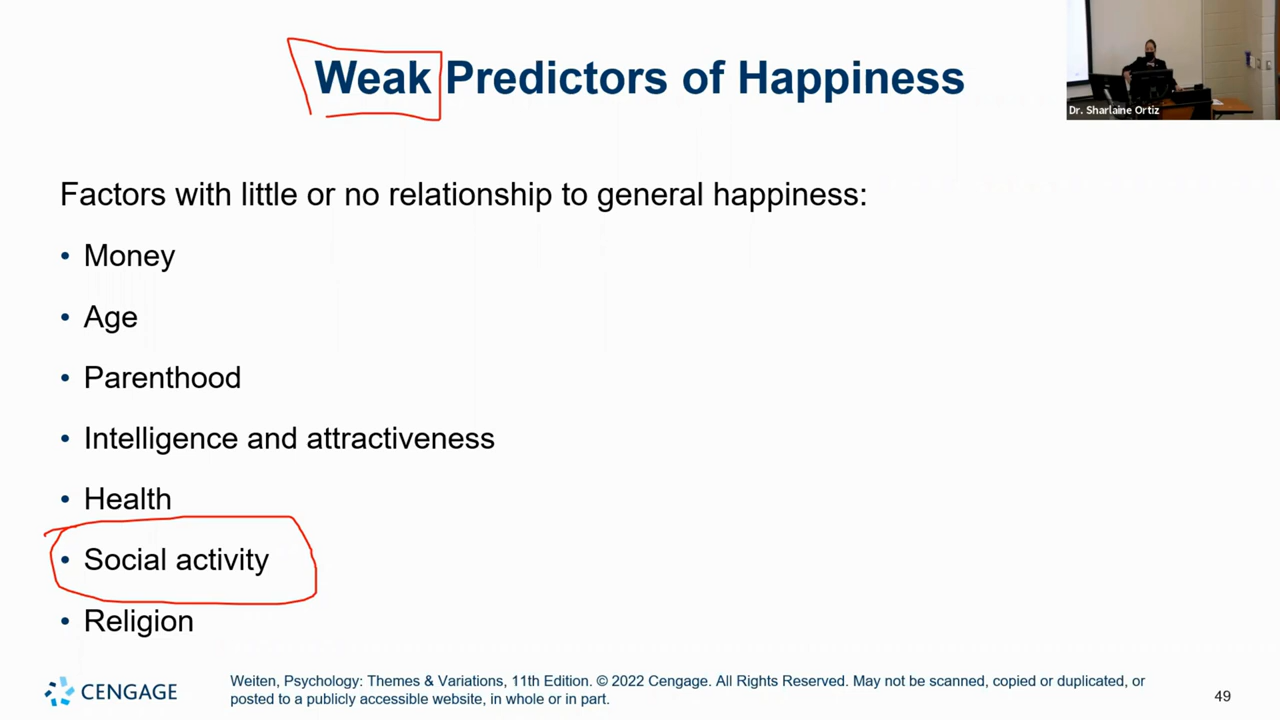 Weak Predictors of Happiness
Dr. Sharlaine Ortiz
Factors with little or no relationship to general happiness:
• Money
• Age
• Parenthood
• Intelligence and attractiveness
• Health
• Social activity
• Religion
CENGAGE
Weiten, Psychology: Themes & Variations, 11th Edition. © 2022 Cengage. All Rights Reserved. May not be scanned, copied or duplicated, or
posted to a publicly accessible website, in whole or in part.
49